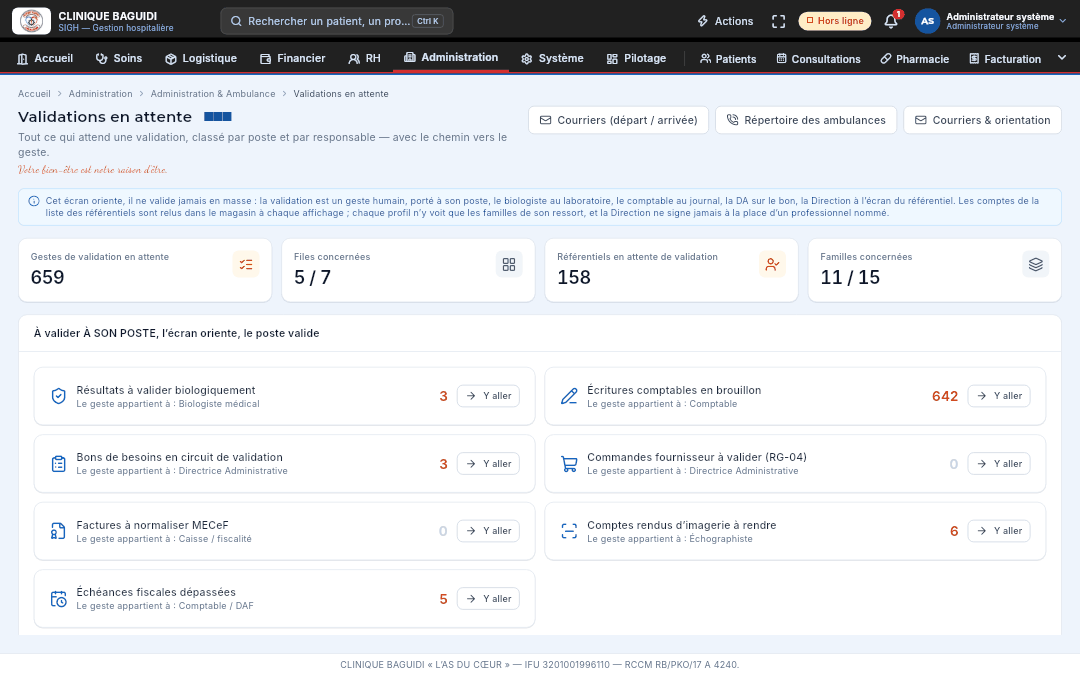 CLINIQUE BAGUIDI
SIGH — Gestion hospitalière
Rechercher un patient, un pro... Ctrl K
Actions
Hors ligne
1
AS
Administrateur système
Administrateur système
Accueil
Soins
Logistique
Financier
RH
Administration
Système
Pilotage
Patients
Consultations
Pharmacie
Facturation
Accueil > Administration > Administration & Ambulance > Validations en attente
Validations en attente
Tout ce qui attend une validation, classé par poste et par responsable — avec le chemin vers le
geste.
Votre bien-être est notre raison d'être.
Courriers (départ / arrivée)
Répertoire des ambulances
Courriers & orientation
Cet écran oriente, il ne valide jamais en masse : la validation est un geste humain, porté à son poste, le biologiste au laboratoire, le comptable au journal, la DA sur le bon, la Direction à l'écran du référentiel. Les comptes de la
liste des référentiels sont relus dans le magasin à chaque affichage ; chaque profil n'y voit que les familles de son ressort, et la Direction ne signe jamais à la place d'un professionnel nommé.
Gestes de validation en attente
659
Files concernées
5 / 7
Référentiels en attente de validation
158
Familles concernées
11 / 15
À valider À SON POSTE, l'écran oriente, le poste valide
Résultats à valider biologiquement
Le geste appartient à : Biologiste médical
3
Y aller
Écritures comptables en brouillon
Le geste appartient à : Comptable
642
Y aller
Bons de besoins en circuit de validation
Le geste appartient à : Directrice Administrative
3
Y aller
Commandes fournisseur à valider (RG-04)
Le geste appartient à : Directrice Administrative
0
Y aller
Factures à normaliser MECeF
Le geste appartient à : Caisse / fiscalité
0
Y aller
Comptes rendus d'imagerie à rendre
Le geste appartient à : Échographiste
6
Y aller
Échéances fiscales dépassées
Le geste appartient à : Comptable / DAF
5
Y aller
CLINIQUE BAGUIDI « L'AS DU CŒUR » — IFU 3201001996110 — RCCM RB/PKO/17 A 4240.